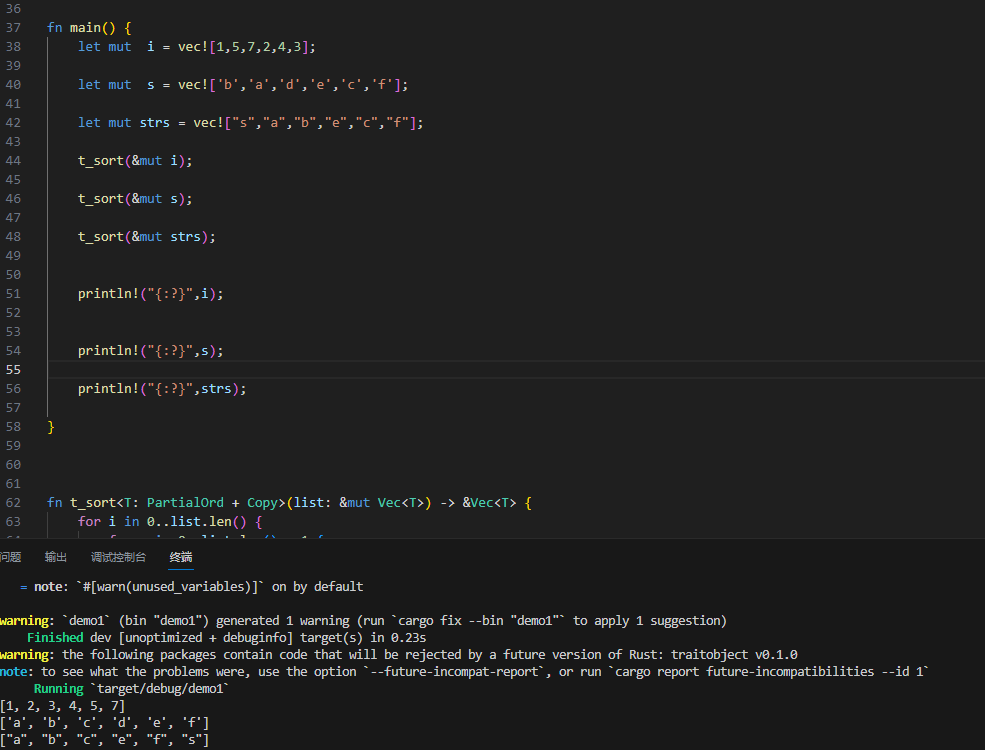 36
37 fn main() {
38 let mut  i = vec![1,5,7,2,4,3];
39
40 let mut  s = vec!['b','a','d','e','c','f'];
41
42 let mut strs = vec!["s","a","b","e","c","f"];
43
44 t_sort(&mut i);
45
46 t_sort(&mut s);
47
48 t_sort(&mut strs);
49
50
51 println!("{:?}",i);
52
53
54 println!("{:?}",s);
55
56 println!("{:?}",strs);
57
58 }
59
60
61
62 fn t_sort<T: PartialOrd + Copy>(list: &mut Vec<T>) -> &Vec<T> {
63 for i in 0..list.len() {
问题 输出 调试控制台 终端
= note: `#[warn(unused_variables)]` on by default
warning: `demo1` (bin "demo1") generated 1 warning (run `cargo fix --bin "demo1"` to apply 1 suggestion)
Finished dev [unoptimized + debuginfo] target(s) in 0.23s
warning: the following packages contain code that will be rejected by a future version of Rust: traitobject v0.1.0
note: to see what the problems were, use the option `--future-incompat-report`, or run `cargo report future-incompatibilities --id 1`
Running `target/debug/demo1`
[1, 2, 3, 4, 5, 7]
['a', 'b', 'c', 'd', 'e', 'f']
["a", "b", "c", "e", "f", "s"]